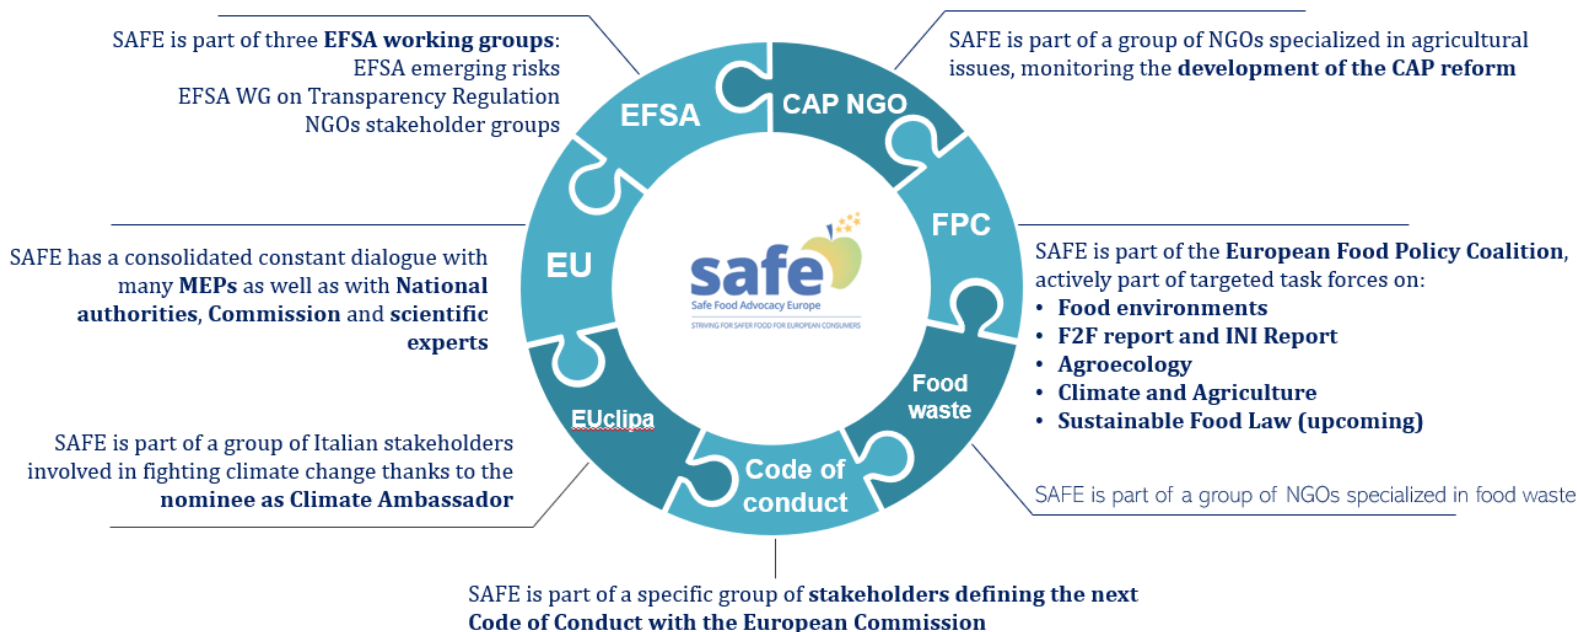 SAFE is part of three EFSA working groups:
EFSA emerging risks
EFSA WG on Transparency Regulation
NGOs stakeholder groups
SAFE is part of a group of NGOs specialized in agricultural
issues, monitoring the development of the CAP reform
EFSA
CAP NGO
EU
FPC
SAFE has a consolidated constant dialogue with
many MEPs as well as with National
authorities, Commission and scientific
experts
safe
Safe Food Advocacy Europe
STRIVING FOR SAFER FOOD FOR EUROPEAN CONSUMERS
SAFE is part of the European Food Policy Coalition,
actively part of targeted task forces on:
• Food environments
• F2F report and INI Report
• Agroecology
• Climate and Agriculture
• Sustainable Food Law (upcoming)
EUclipa
Food
waste
Code of
conduct
SAFE is part of a group of Italian stakeholders
involved in fighting climate change thanks to the
nominee as Climate Ambassador
SAFE is part of a group of NGOs specialized in food waste
SAFE is part of a specific group of stakeholders defining the next
Code of Conduct with the European Commission